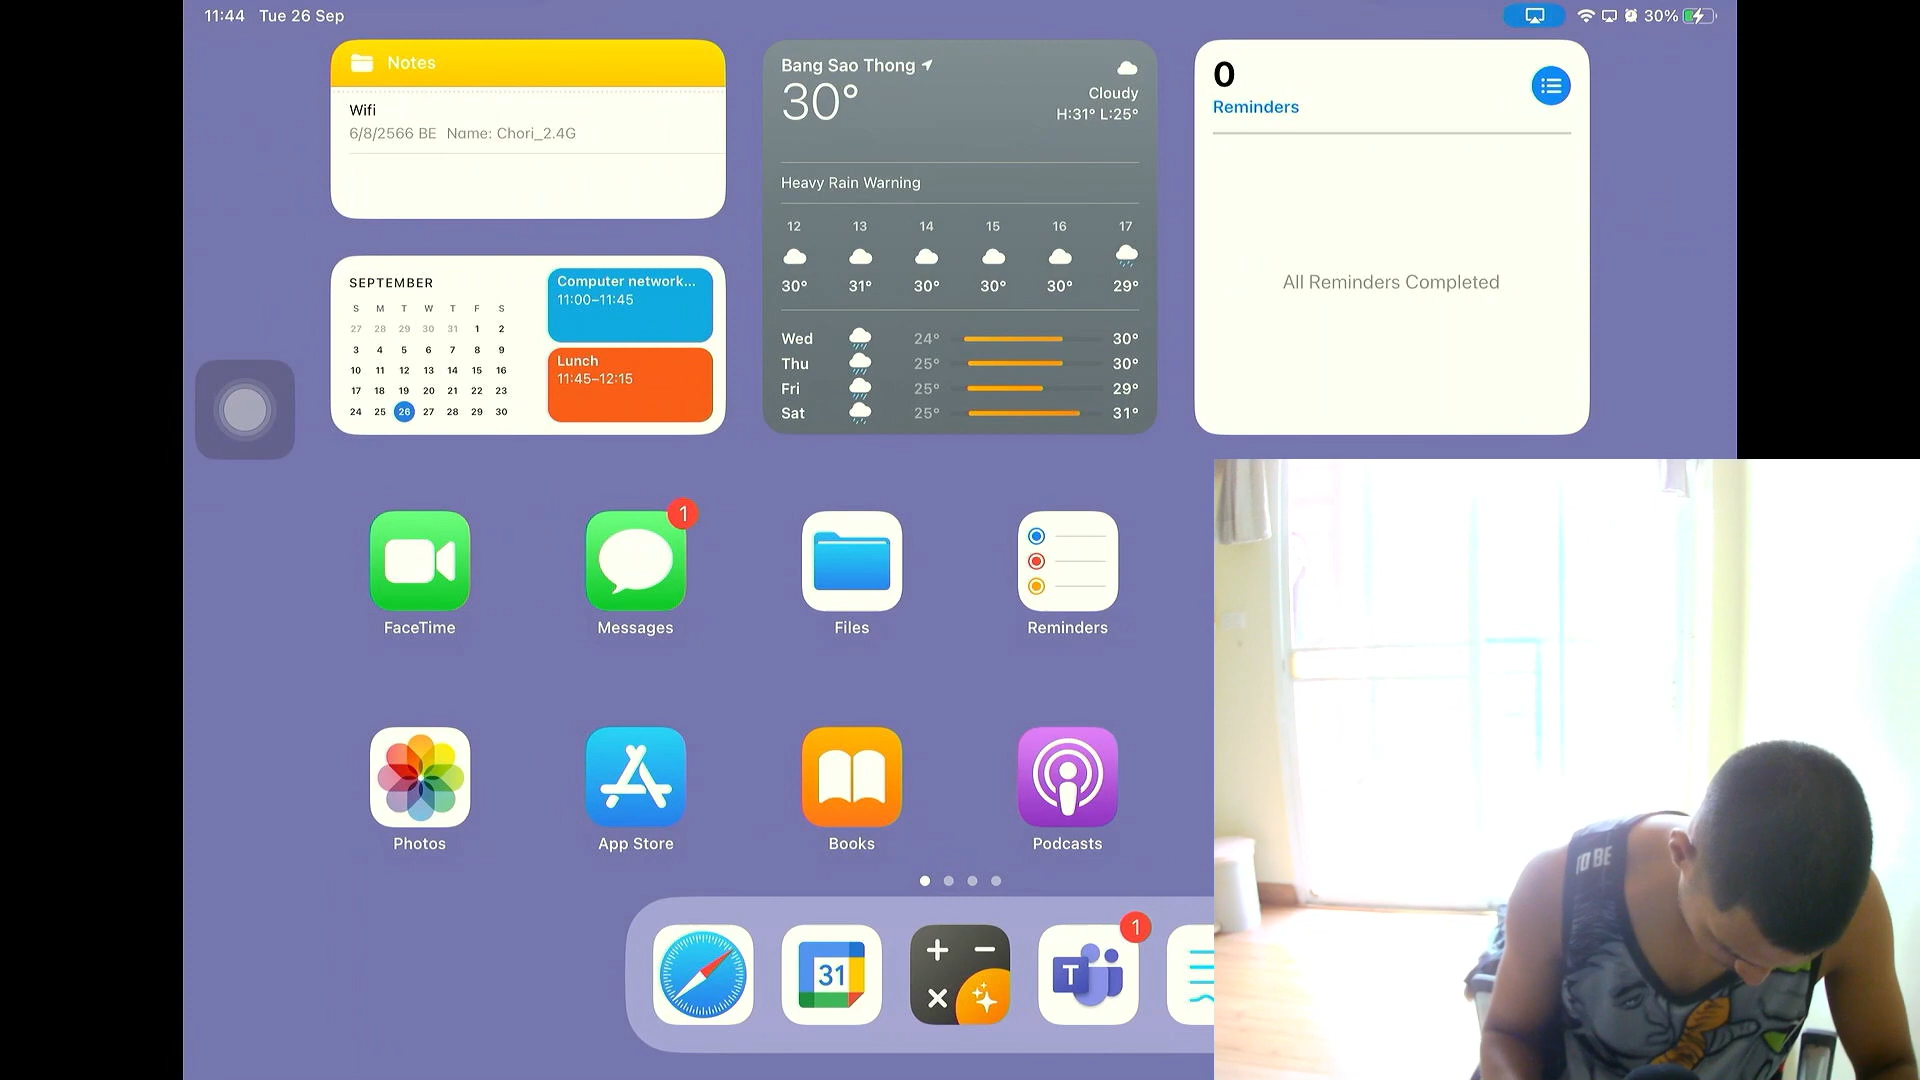 11:44 Tue 26 Sep
30%
Notes
Wifi
6/8/2566 BE Name: Chori_2.4G
SEPTEMBER
S M T W T F S
27 28 29 30 31 1 2
3 4 5 6 7 8 9
10 11 12 13 14 15 16
17 18 19 20 21 22 23
24 25 26 27 28 29 30
Computer network...
11:00–11:45
Lunch
11:45–12:15
Bang Sao Thong
30°
Cloudy
H:31° L:25°
Heavy Rain Warning
12 13 14 15 16 17
30° 31° 30° 30° 30° 29°
Wed 24° 30°
Thu 25° 30°
Fri 25° 29°
Sat 25° 31°
0
Reminders
All Reminders Completed
1
FaceTime Messages Files Reminders
Photos App Store Books Podcasts
1
31
T
TO BE